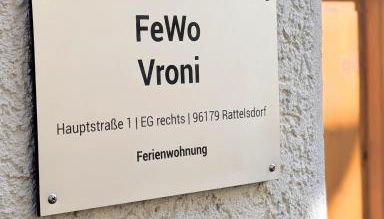 FeWo
Vroni
Hauptstraße 1 | EG rechts | 96179 Rattelsdorf
Ferienwohnung